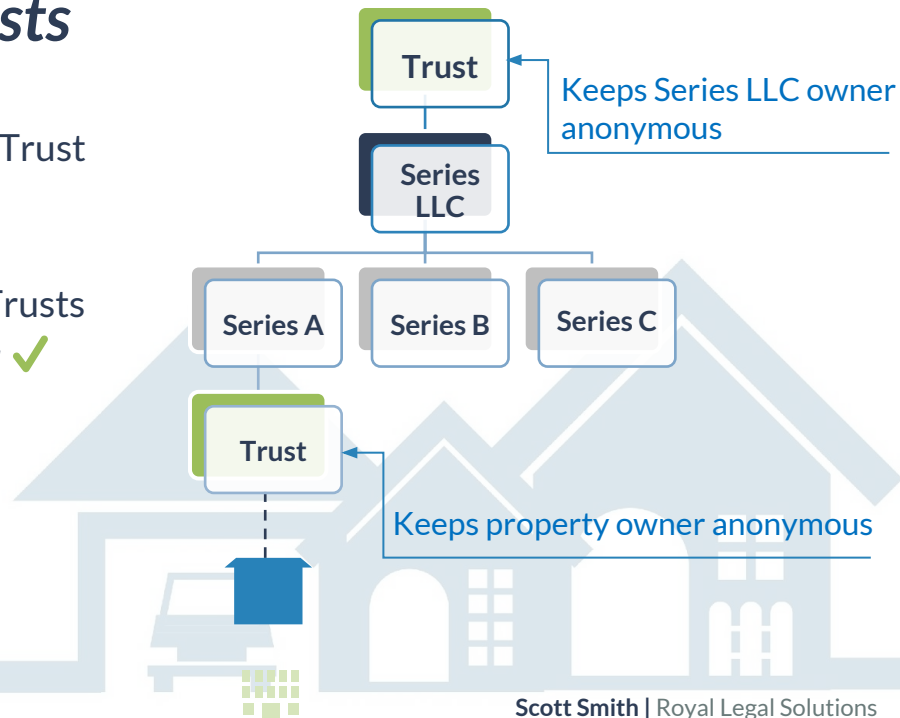 Trust
Trusts
Trust
Keeps Series LLC owner
anonymous
Series
LLC
Series A
Series B
Series C
Trust
Keeps property owner anonymous
Scott Smith | Royal Legal Solutions